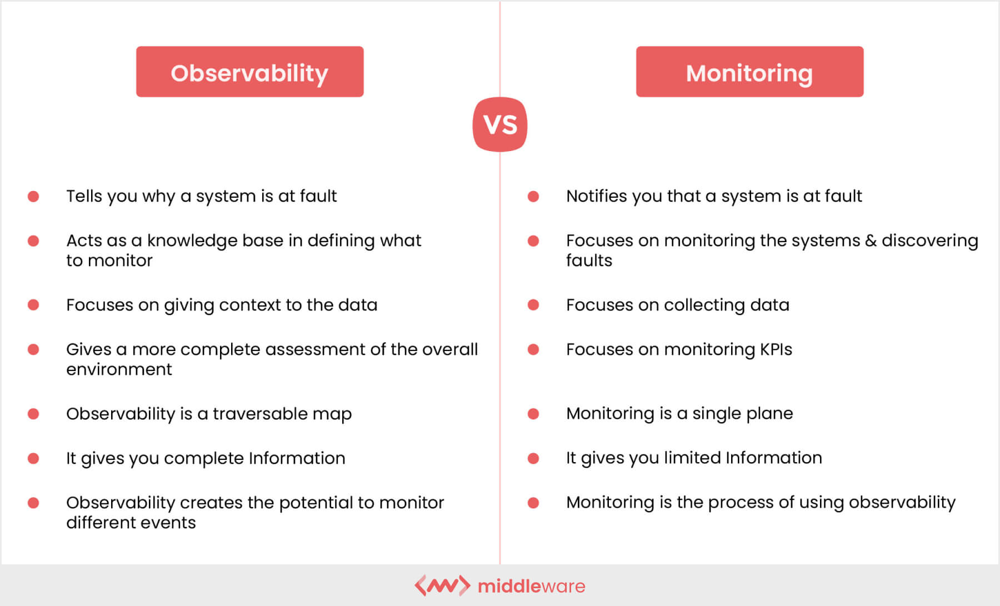 Observability
VS
Monitoring
Tells you why a system is at fault
Acts as a knowledge base in defining what
to monitor
Focuses on giving context to the data
Gives a more complete assessment of the overall
environment
Observability is a traversable map
It gives you complete Information
Observability creates the potential to monitor
different events
Notifies you that a system is at fault
Focuses on monitoring the systems & discovering
faults
Focuses on collecting data
Focuses on monitoring KPIs
Monitoring is a single plane
It gives you limited Information
Monitoring is the process of using observability
middleware